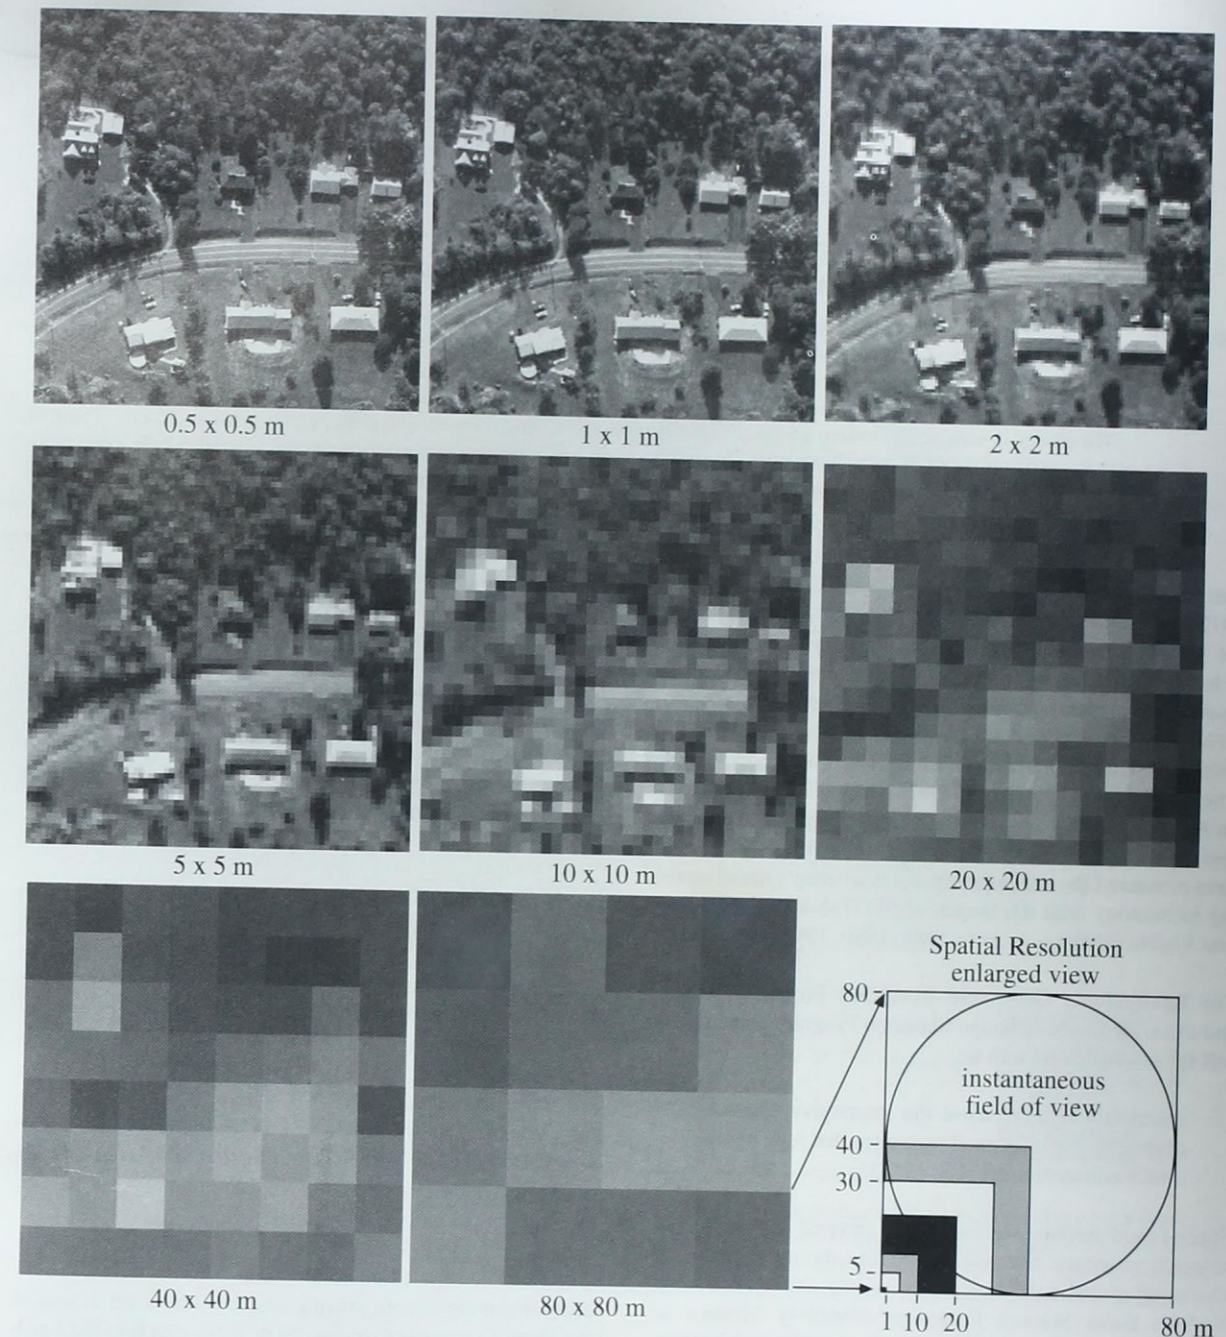 0.5 x 0.5 m
1 x 1 m
2 x 2 m
5 x 5 m
10 x 10 m
20 x 20 m
40 x 40 m
80 x 80 m
Spatial Resolution
enlarged view
80
instantaneous
field of view
40
30
5
1 10 20 80 m